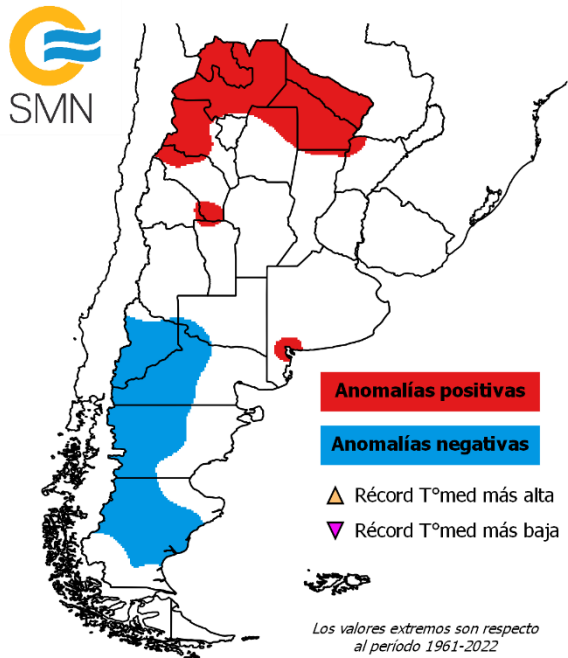 SMN
Anomalías positivas
Anomalías negativas
Récord T°med más alta
Récord T°med más baja
Los valores extremos son respecto
al período 1961-2022